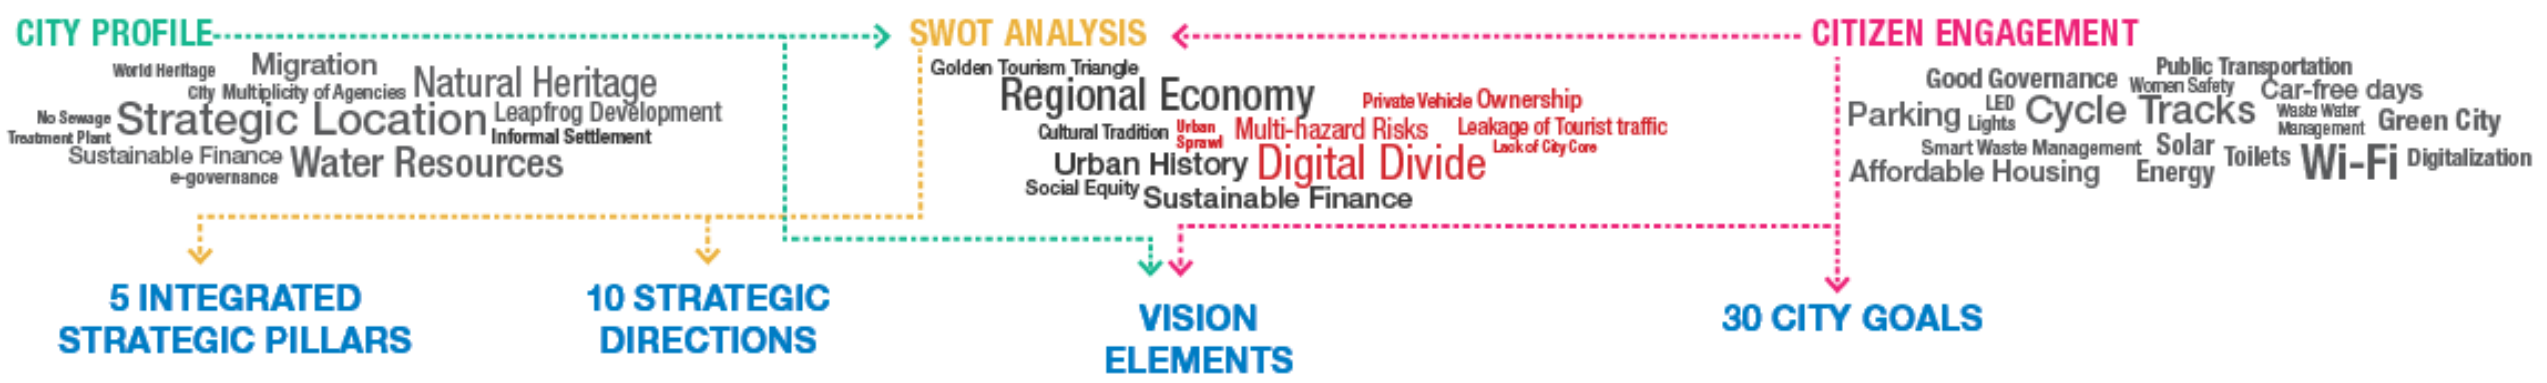 CITY PROFILE
World Heritage
Migration
City Multiplicity of Agencies
Natural Heritage
No Sewage
Treatment Plant
Strategic Location
Leapfrog Development
Informal Settlement
Sustainable Finance
Water Resources
e-governance
SWOT ANALYSIS
Golden Tourism Triangle
Regional Economy
Private Vehicle Ownership
Cultural Tradition
Urban
Sprawl
Multi-hazard Risks
Leakage of Tourist traffic
Lack of City Core
Urban History
Digital Divide
Social Equity
Sustainable Finance
CITIZEN ENGAGEMENT
Public Transportation
Good Governance
Women Safety
Car-free days
Parking
LED
Lights
Cycle Tracks
Waste Water
Management
Green City
Smart Waste Management
Solar
Energy
Toilets
Wi-Fi
Digitalization
Affordable Housing
5 INTEGRATED
STRATEGIC PILLARS
10 STRATEGIC
DIRECTIONS
VISION
ELEMENTS
30 CITY GOALS